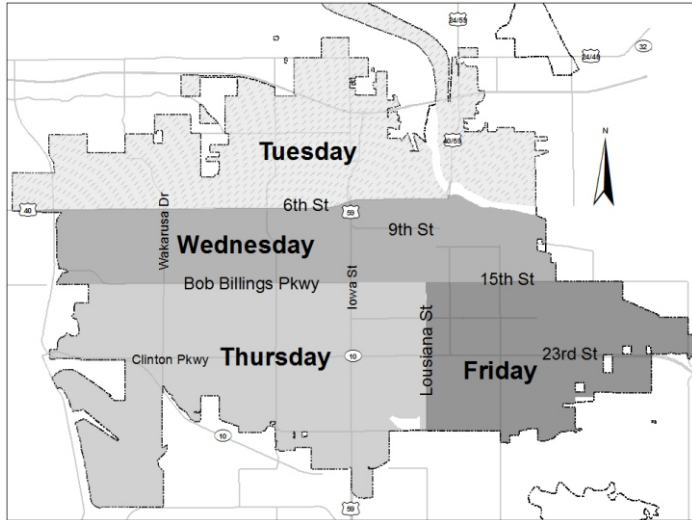 24/59
32
24/40
40/59
N
Tuesday
6th St
40
59
Wakarusa Dr
9th St
Wednesday
Bob Billings Pkwy
15th St
Iowa St
Lousiana St
Clinton Pkwy
Thursday
10
23rd St
Friday
10
59